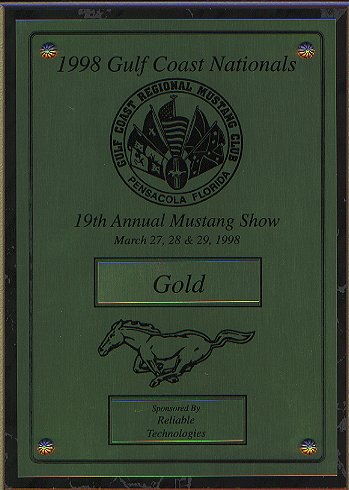 1998 Gulf Coast Nationals
GULF COAST REGIONAL MUSTANG CLUB
PENSACOLA FLORIDA
19th Annual Mustang Show
March 27, 28 & 29, 1998
Gold
Sponsored By
Reliable
Technologies